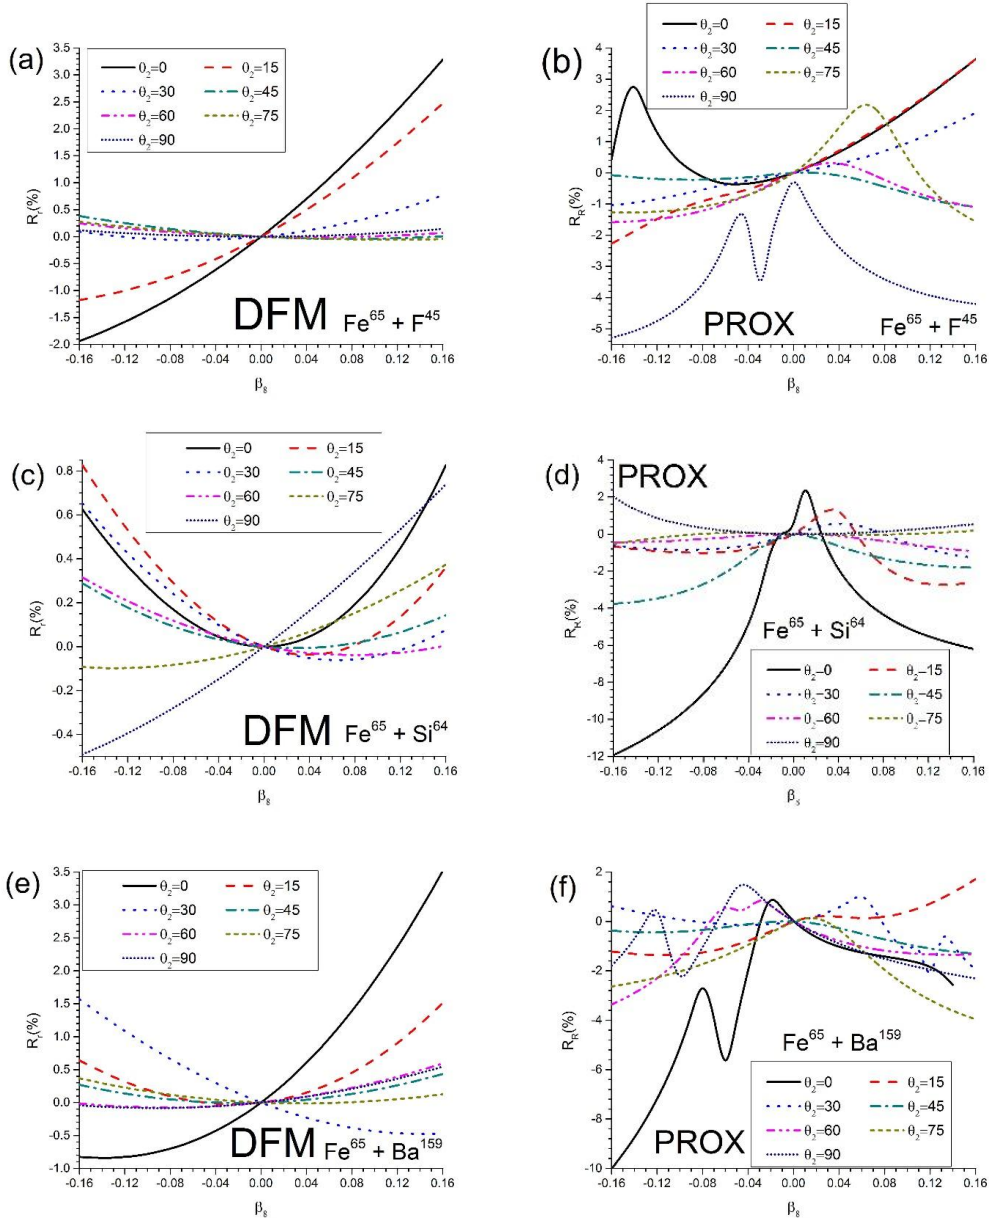 (a)
θ₂=0 θ₂=15
θ₂=30 θ₂=45
θ₂=60 θ₂=75
θ₂=90
3.5
3.0
2.5
2.0
1.5
1.0
0.5
0.0
-0.5
-1.0
-1.5
-2.0
R_r(%)
DFM Fe⁶⁵ + F⁴⁵
-0.16 -0.12 -0.08 -0.04 0.00 0.04 0.08 0.12 0.16
β₈
(b)
θ₂=0 θ₂=15
θ₂=30 θ₂=45
θ₂=60 θ₂=75
θ₂=90
4
3
2
1
0
-1
-2
-3
-4
-5
R_R(%)
PROX Fe⁶⁵ + F⁴⁵
-0.16 -0.12 -0.08 -0.04 0.00 0.04 0.08 0.12 0.16
β₈
(c)
θ₂=0 θ₂=15
θ₂=30 θ₂=45
θ₂=60 θ₂=75
θ₂=90
0.8
0.6
0.4
0.2
0.0
-0.2
0.4
R_r(%)
DFM Fe⁶⁵ + Si⁶⁴
-0.16 -0.12 -0.08 -0.04 0.00 0.04 0.08 0.12 0.16
β₈
(d)
PROX
4
2
0
-2
-4
-6
-8
-10
-12
R_R(%)
Fe⁶⁵ + Si⁶⁴
θ₂–0 θ₂–15
θ₂–30 θ₂–45
θ₂–60 θ₂–75
θ₂=90
-0.16 -0.12 -0.08 -0.04 0.00 0.04 0.08 0.12 0.16
(e)
θ₂=0 θ₂=15
θ₂=30 θ₂=45
θ₂=60 θ₂=75
θ₂=90
3.5
3.0
2.5
2.0
1.5
1.0
0.5
0.0
-0.5
-1.0
R_r(%)
DFM Fe⁶⁵ + Ba¹⁵⁹
-0.16 -0.12 -0.08 -0.04 0.00 0.04 0.08 0.12 0.16
β₈
(f)
2
0
-2
-4
-6
-8
-10
R_R(%)
Fe⁶⁵ + Ba¹⁵⁹
θ₂=0 θ₂=15
θ₂=30 θ₂=45
θ₂=60 θ₂=75
θ₂=90
PROX
-0.16 -0.12 -0.08 -0.04 0.00 0.04 0.08 0.12 0.16
β₈